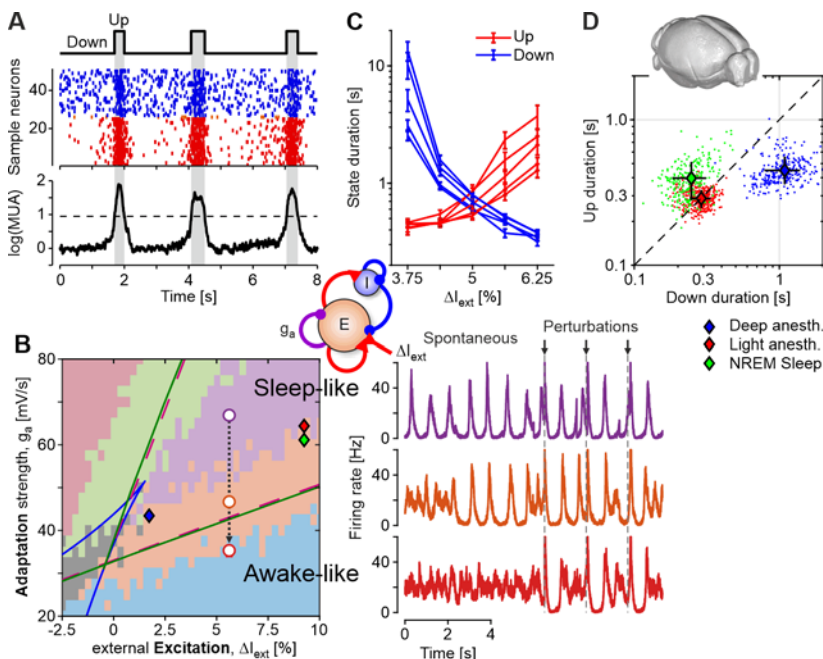 A
Up
Down
Sample neurons
40
20
log(MUA)
2
1
0
0 2 4 6 8
Time [s]
C
Up
Down
State duration [s]
10
1
3.75 5 6.25
ΔIext [%]
D
Up duration [s]
1.0
0.3
0.1
0.1 0.3 1.0
Down duration [s]
Deep anesth.
Light anesth.
NREM Sleep
I
E
ga
ΔIext
B
Adaptation strength, ga [mV/s]
80
60
40
20
-2.5 0 2.5 5 7.5 10
external Excitation, ΔIext [%]
Sleep-like
Awake-like
Spontaneous Perturbations
Firing rate [Hz]
40
0
40
0
40
0
0 2 4
Time [s]